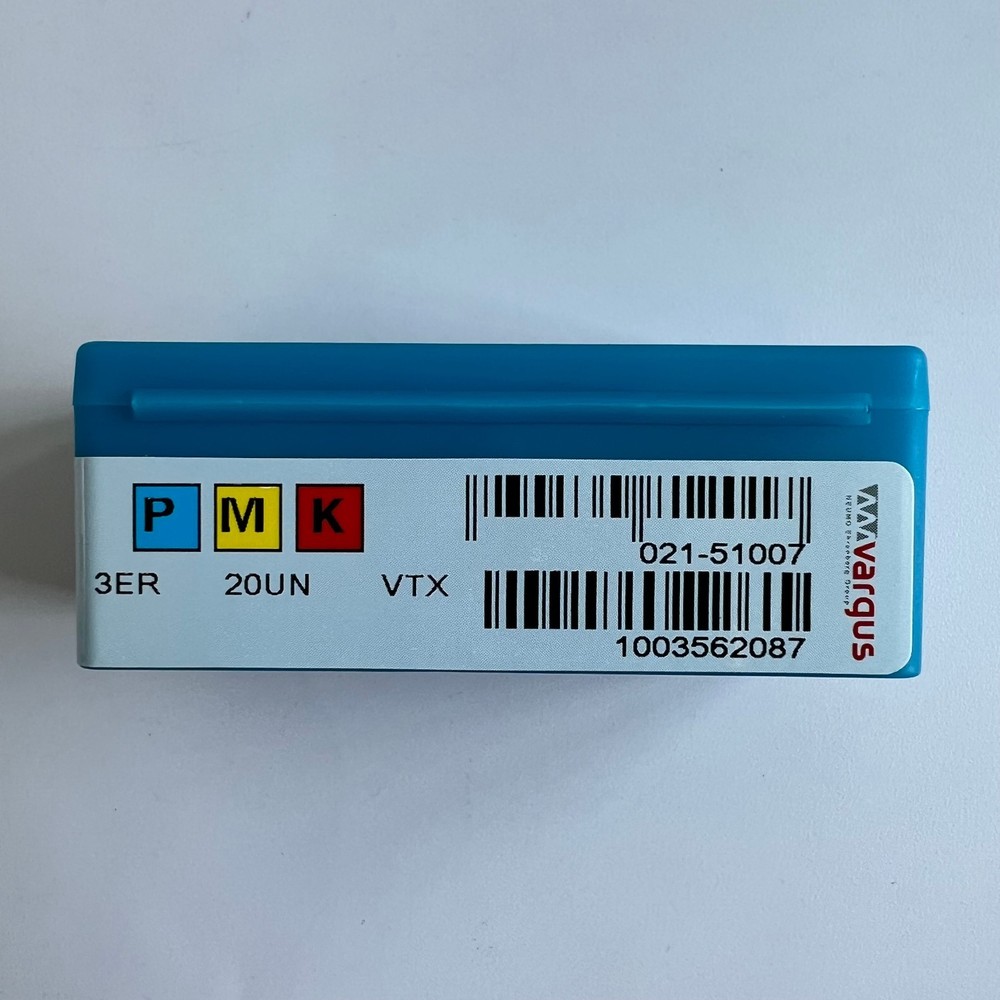 P M K
3ER 20UN VTX
021-51007
1003562087
vargus
NEUMO Ehrenberg Group